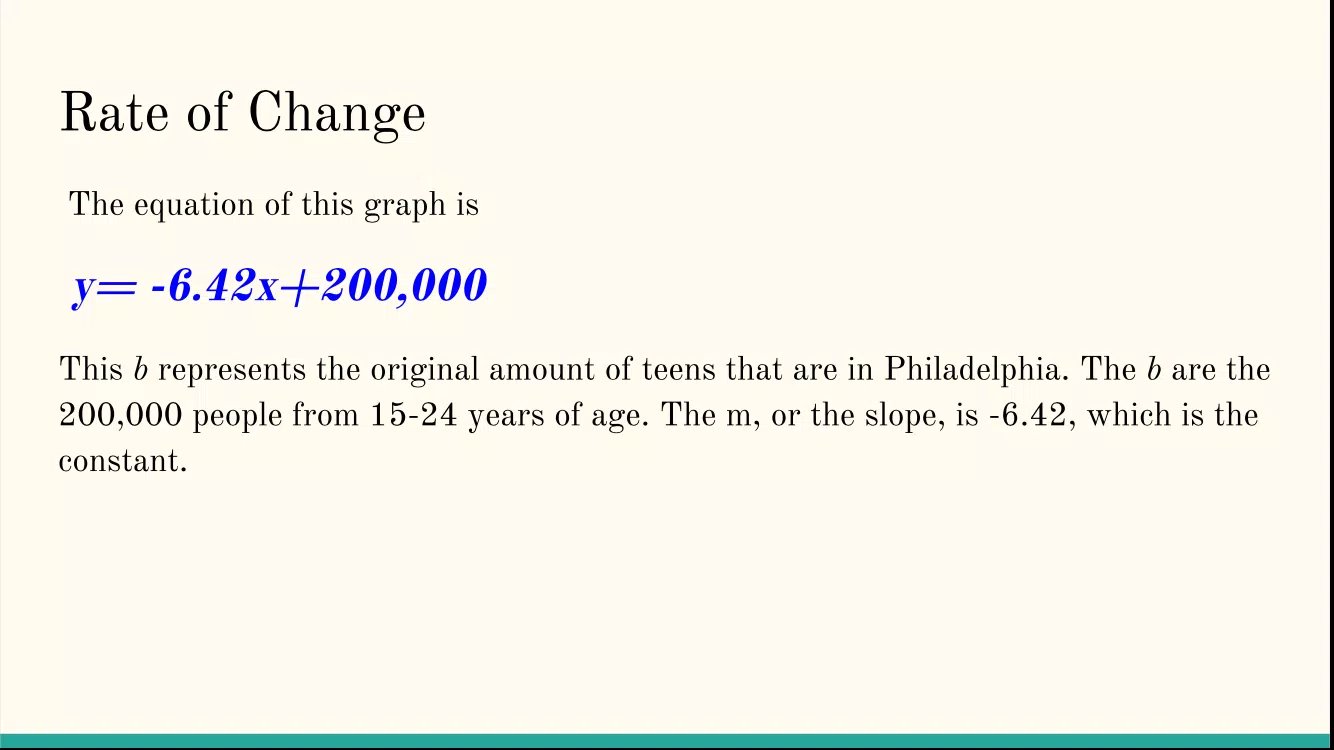 Rate of Change
The equation of this graph is
y= -6.42x+200,000
This b represents the original amount of teens that are in Philadelphia. The b are the
200,000 people from 15-24 years of age. The m, or the slope, is -6.42, which is the
constant.